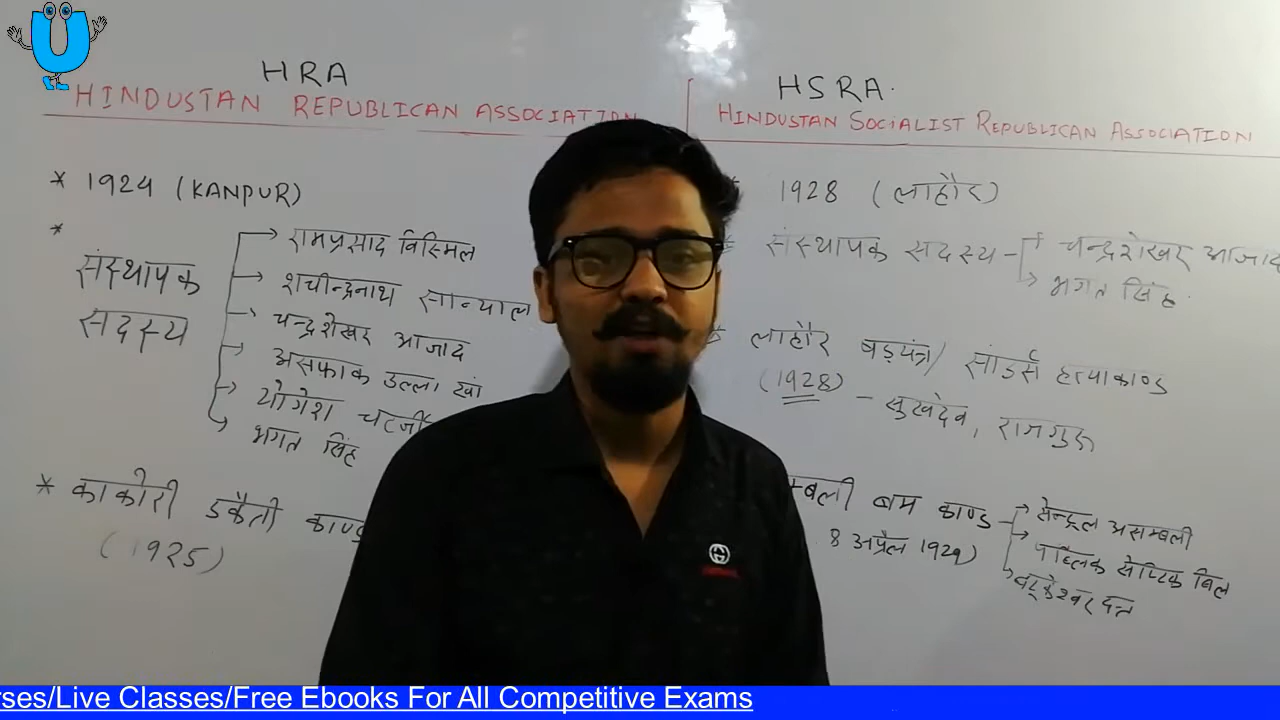 U
HRA
HINDUSTAN REPUBLICAN ASSOCIATION
* 1924 (KANPUR)
*
संस्थापक
सदस्य
रामप्रसाद बिस्मिल
शचीन्द्रनाथ सान्याल
चन्द्रशेखर आजाद
असफाक उल्ला खां
योगेश चटर्जी
भगत सिंह
* काकोरी डकैती काण्ड
(1925)
HSRA.
HINDUSTAN SOCIALIST REPUBLICAN ASSOCIATION
* 1928 (लाहौर)
* संस्थापक सदस्य -
चन्द्रशेखर आजाद
भगत सिंह
* लाहौर षड़यंत्र/ सांडर्स हत्याकाण्ड
(1928) - सुखदेव, राजगुरू
म्बली बम काण्ड
8 अप्रैल 1929)
सेन्ट्रल असम्बली
पब्लिक सेफ्टिक बिल
बटुकेश्वर दत्त
rses/Live Classes/Free Ebooks For All Competitive Exams